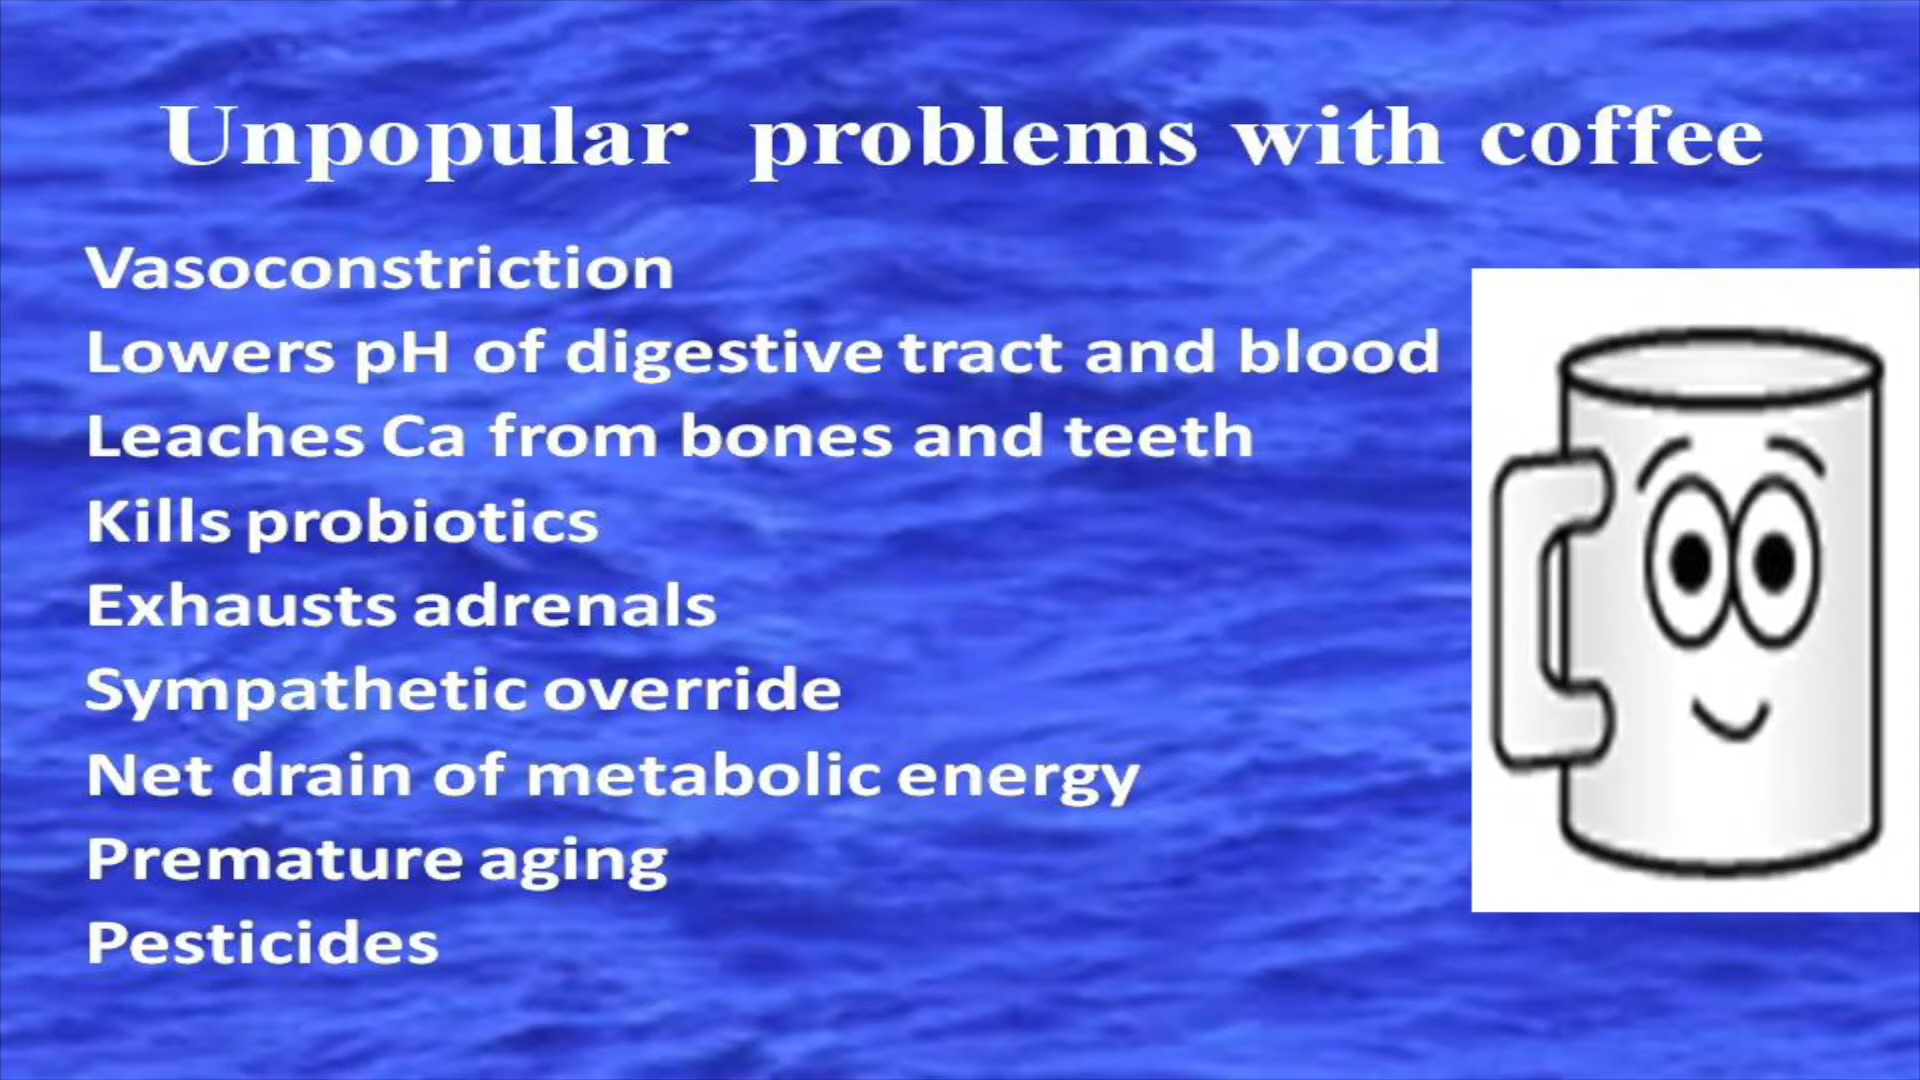 Unpopular problems with coffee
Vasoconstriction
Lowers pH of digestive tract and blood
Leaches Ca from bones and teeth
Kills probiotics
Exhausts adrenals
Sympathetic override
Net drain of metabolic energy
Premature aging
Pesticides